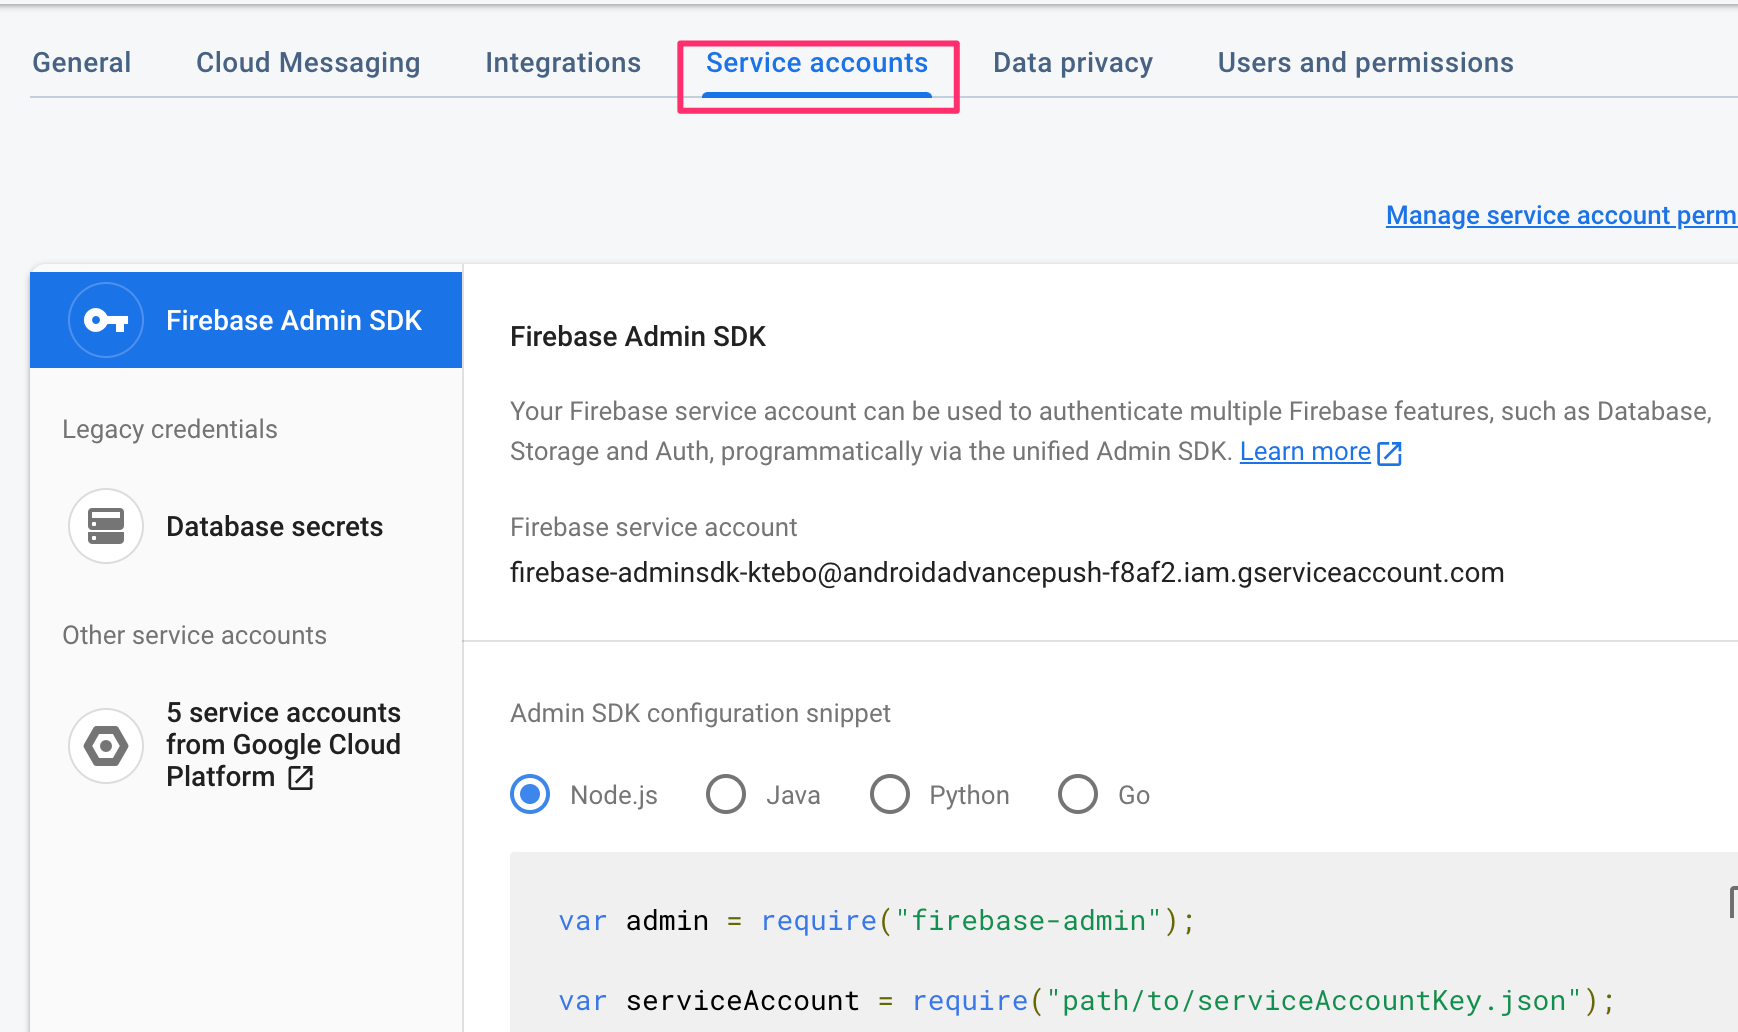 General Cloud Messaging Integrations Service accounts Data privacy Users and permissions
Manage service account perm
Firebase Admin SDK
Legacy credentials
Database secrets
Other service accounts
5 service accounts
from Google Cloud
Platform
Firebase Admin SDK
Your Firebase service account can be used to authenticate multiple Firebase features, such as Database,
Storage and Auth, programmatically via the unified Admin SDK. Learn more
Firebase service account
firebase-adminsdk-ktebo@androidadvancepush-f8af2.iam.gserviceaccount.com
Admin SDK configuration snippet
Node.js Java Python Go
var admin = require("firebase-admin");
var serviceAccount = require("path/to/serviceAccountKey.json");